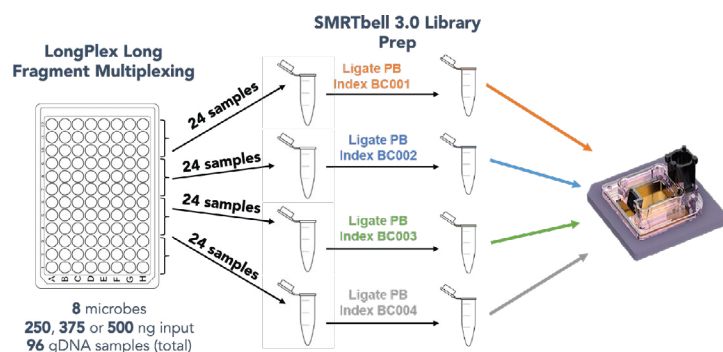 SMRTbell 3.0 Library
Prep
LongPlex Long
Fragment Multiplexing
24 samples
Ligate PB
Index BC001
24 samples
Ligate PB
Index BC002
24 samples
Ligate PB
Index BC003
24 samples
Ligate PB
Index BC004
A B C D E F G H
8 microbes
250, 375 or 500 ng input
96 gDNA samples (total)